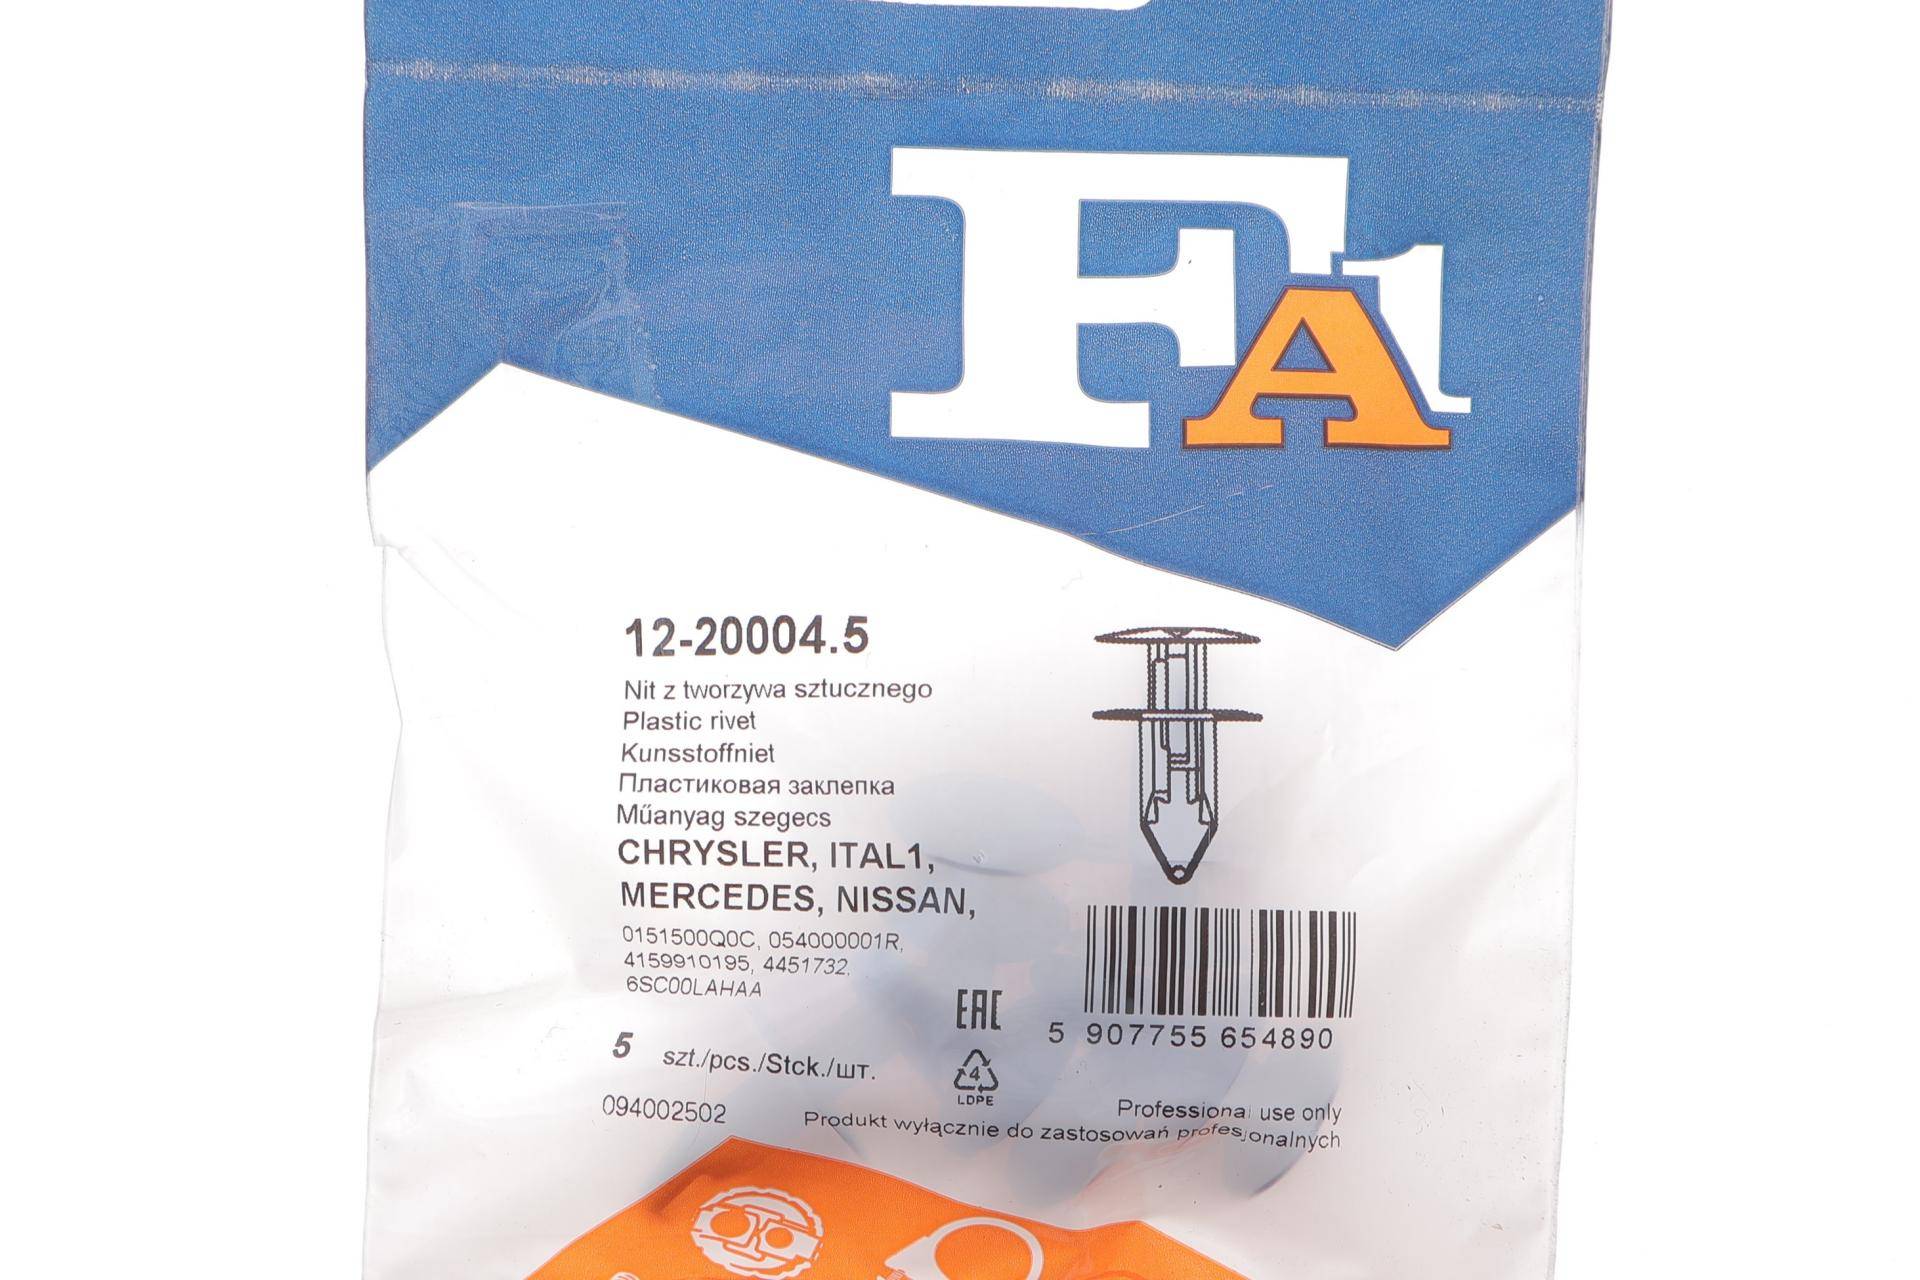 FA1
12-20004.5
Nit z tworzywa sztucznego
Plastic rivet
Kunsstoffniet
Пластиковая заклепка
Műanyag szegecs
CHRYSLER, ITAL1,
MERCEDES, NISSAN,
0151500Q0C, 054000001R,
4159910195, 4451732,
6SC00LAHAA
EAC
5 907755 654890
5 szt./pcs./Stck./шт.
4
LDPE
094002502
Professional use only
Produkt wyłącznie do zastosowań profesjonalnych